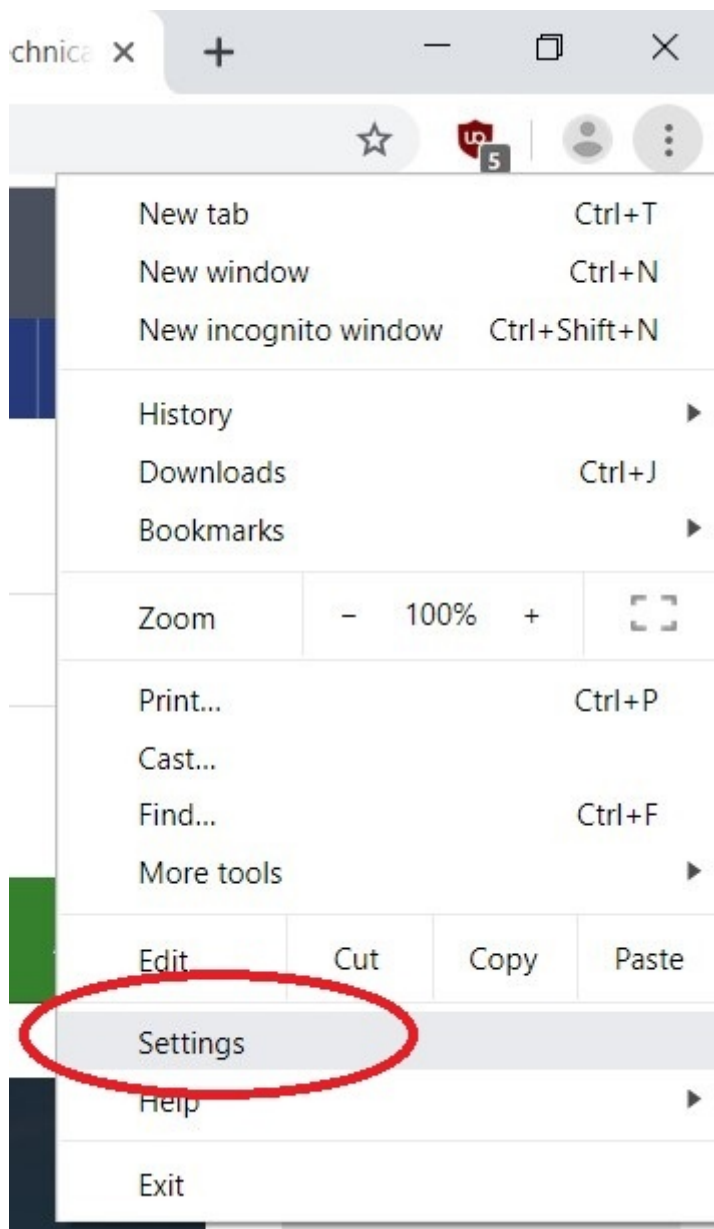 chnica
5
New tab Ctrl+T
New window Ctrl+N
New incognito window Ctrl+Shift+N
History
Downloads Ctrl+J
Bookmarks
Zoom − 100% +
Print... Ctrl+P
Cast...
Find... Ctrl+F
More tools
Edit Cut Copy Paste
Settings
Help
Exit